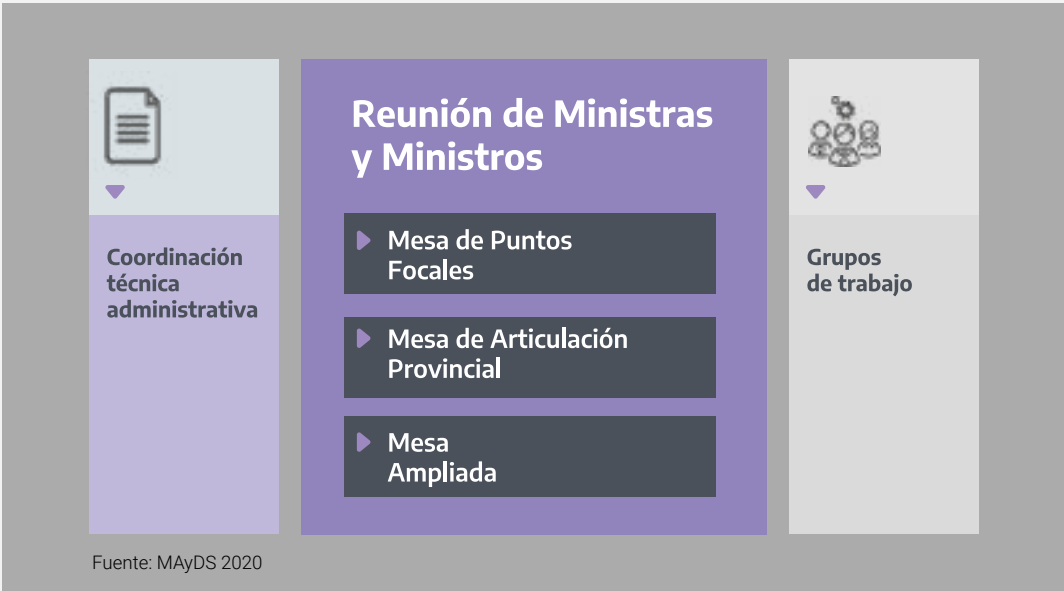 Coordinación
técnica
administrativa
Reunión de Ministras
y Ministros
Mesa de Puntos
Focales
Mesa de Articulación
Provincial
Mesa
Ampliada
Grupos
de trabajo
Fuente: MAyDS 2020